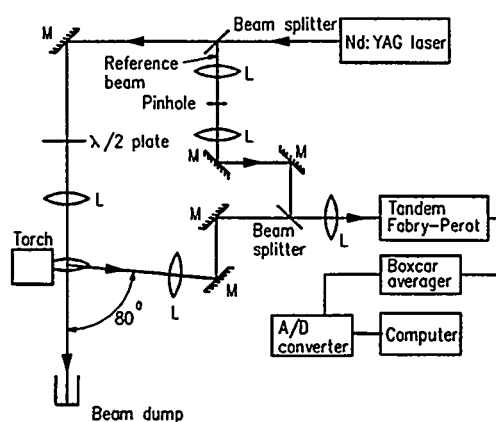 Beam splitter
M
Nd:YAG laser
Reference
beam
L
Pinhole
λ/2 plate
L
M
M
L
Torch
M
Beam
splitter
L
Tandem
Fabry-Perot
Boxcar
averager
80°
L
M
A/D
converter
Computer
Beam dump